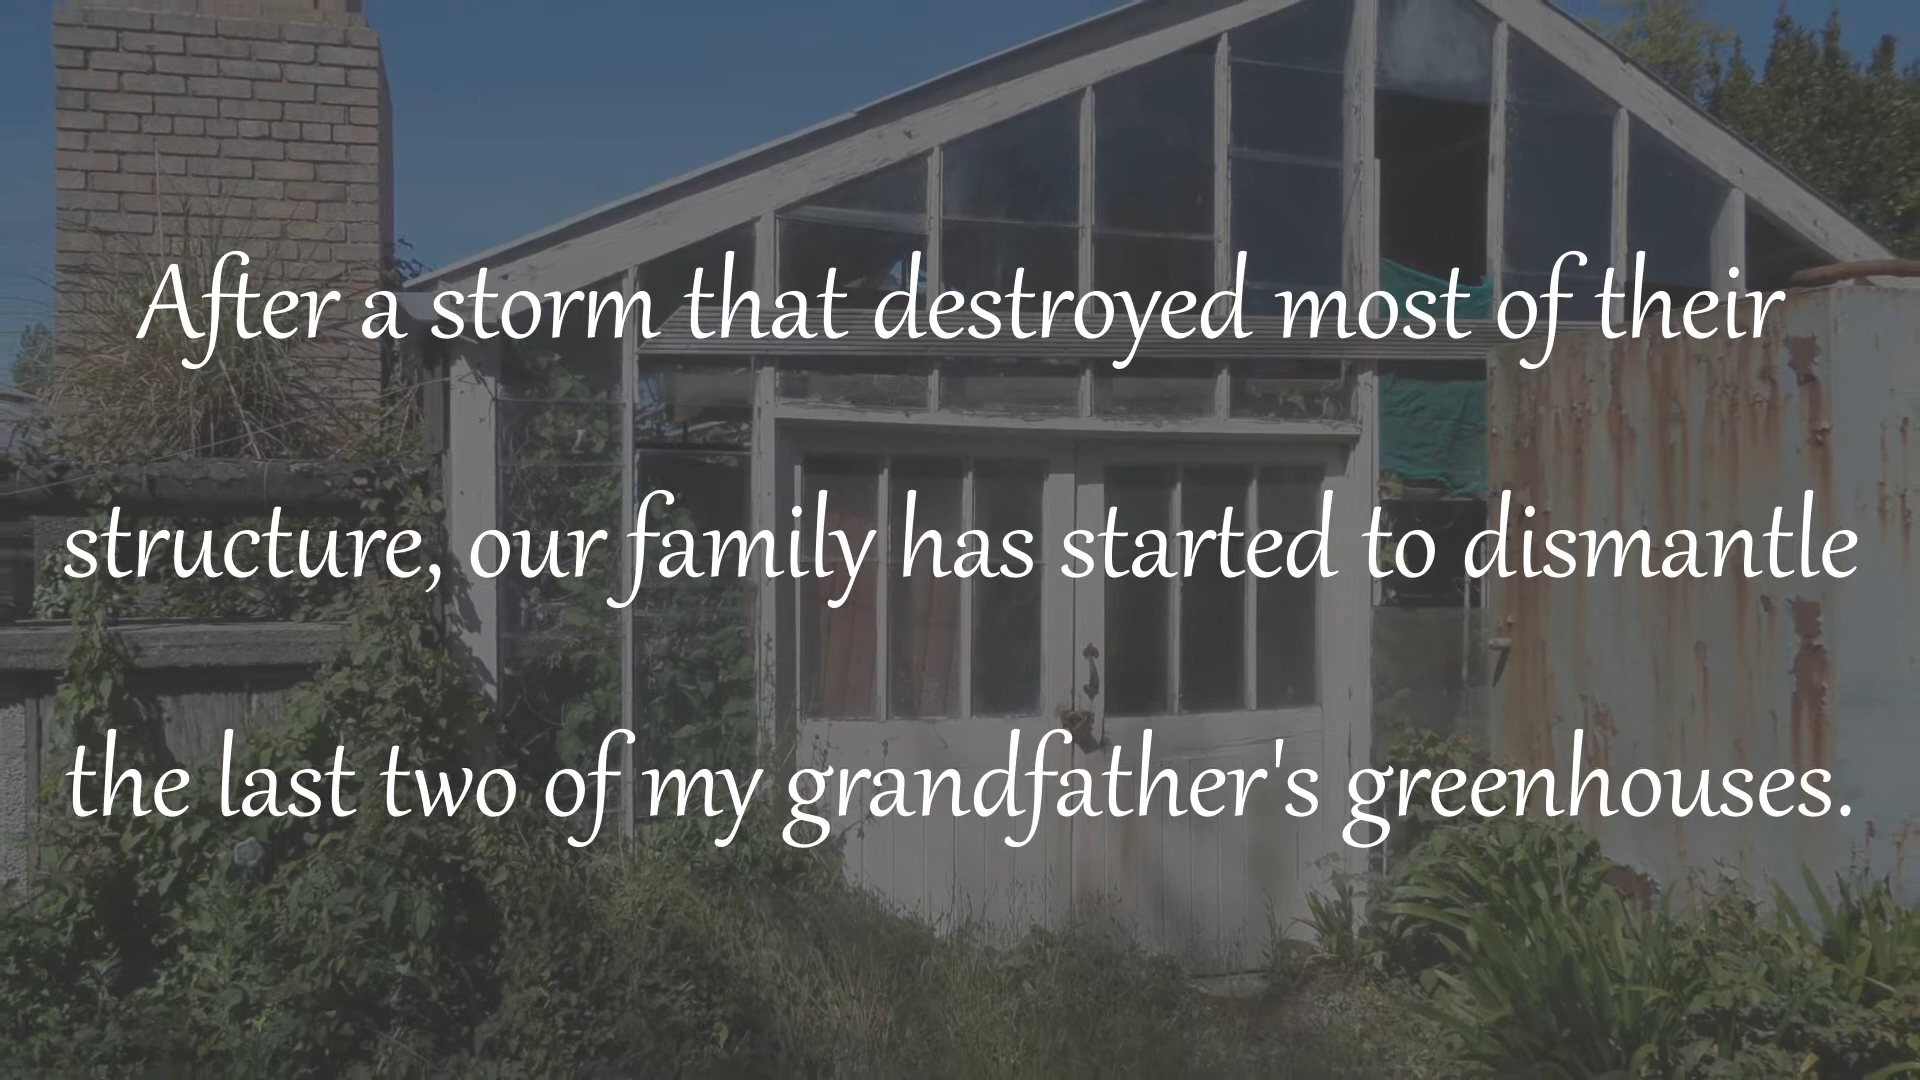 After a storm that destroyed most of their
structure, our family has started to dismantle
the last two of my grandfather's greenhouses.